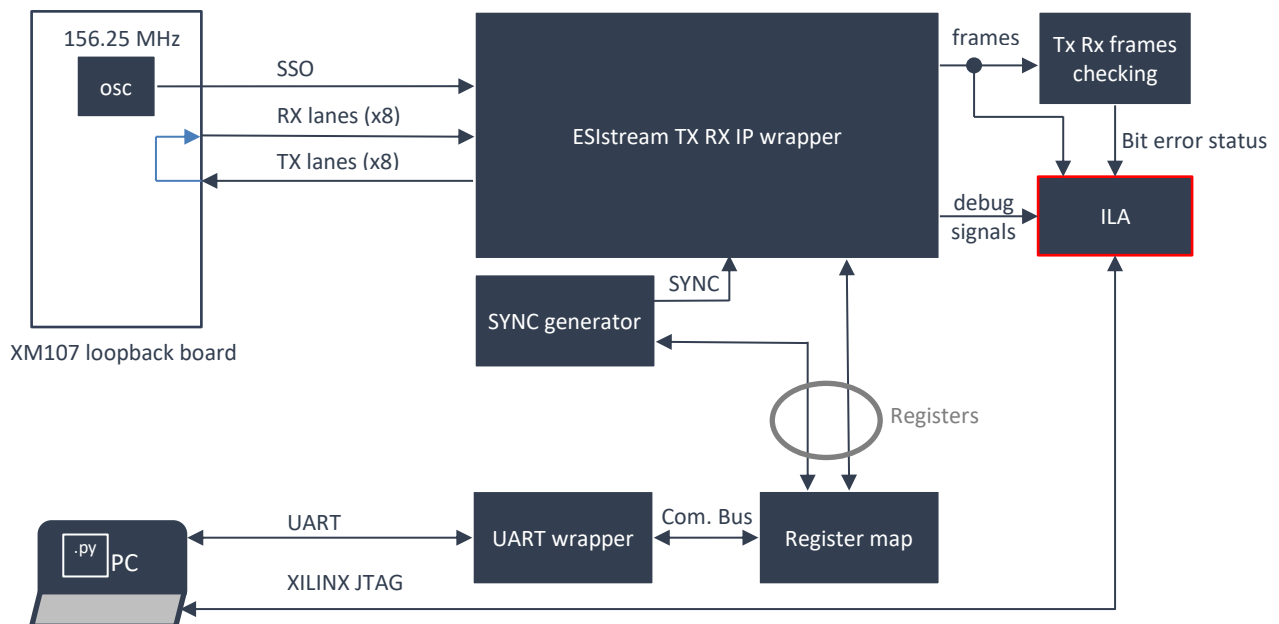 156.25 MHz
osc
SSO
RX lanes (x8)
TX lanes (x8)
XM107 loopback board
ESIstream TX RX IP wrapper
frames
Tx Rx frames
checking
Bit error status
debug
signals
ILA
SYNC
SYNC generator
Registers
UART
UART wrapper
Com. Bus
Register map
.py
PC
XILINX JTAG